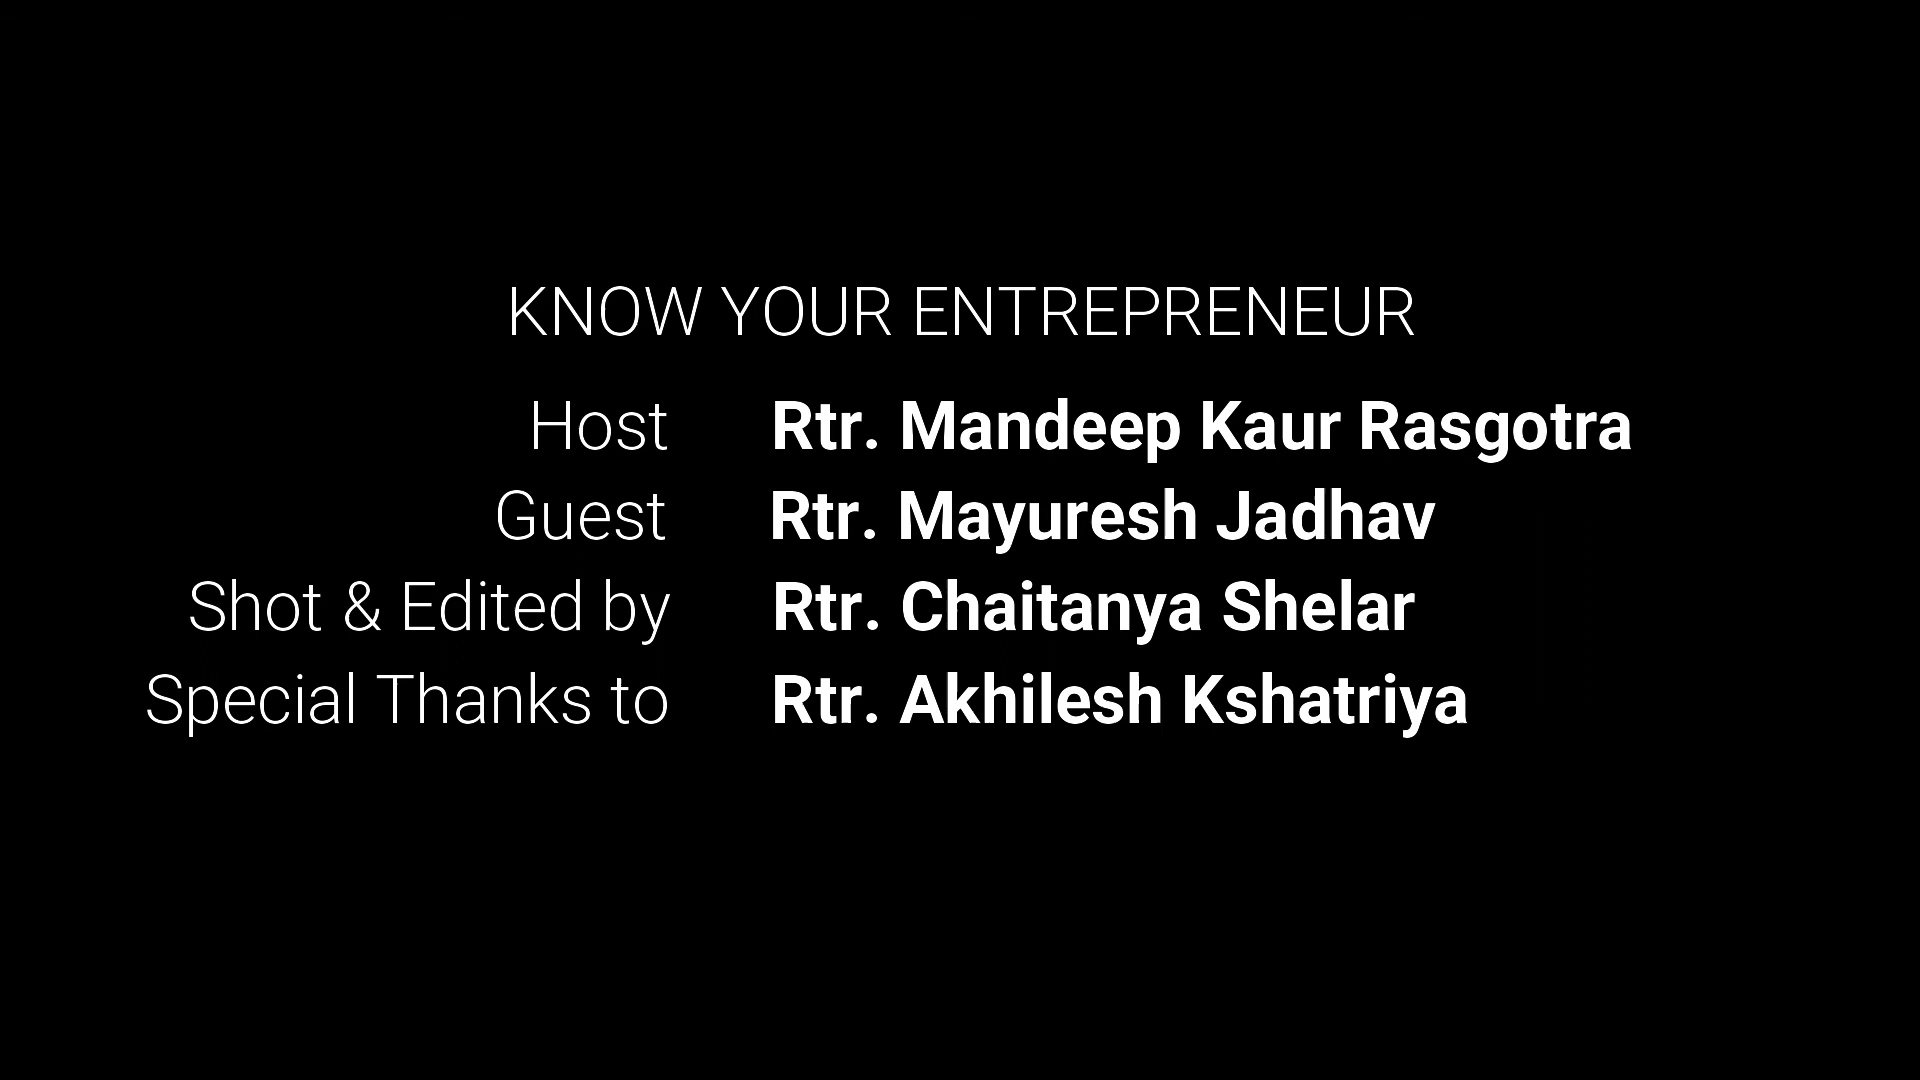 KNOW YOUR ENTREPRENEUR
Host Rtr. Mandeep Kaur Rasgotra
Guest Rtr. Mayuresh Jadhav
Shot & Edited by Rtr. Chaitanya Shelar
Special Thanks to Rtr. Akhilesh Kshatriya